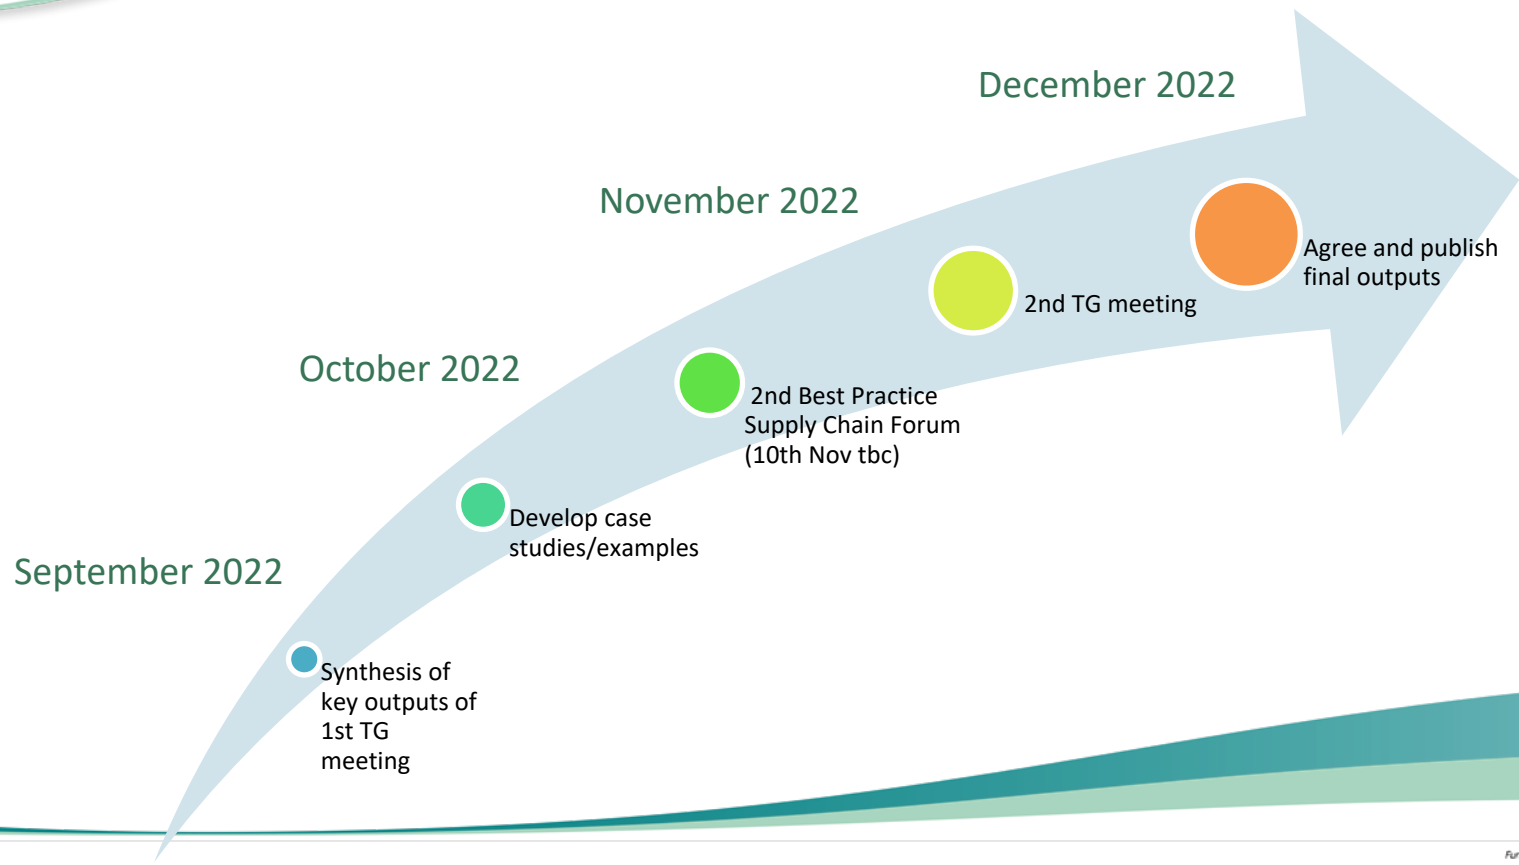 December 2022
November 2022
October 2022
September 2022
Agree and publish
final outputs
2nd TG meeting
2nd Best Practice
Supply Chain Forum
(10th Nov tbc)
Develop case
studies/examples
Synthesis of
key outputs of
1st TG
meeting